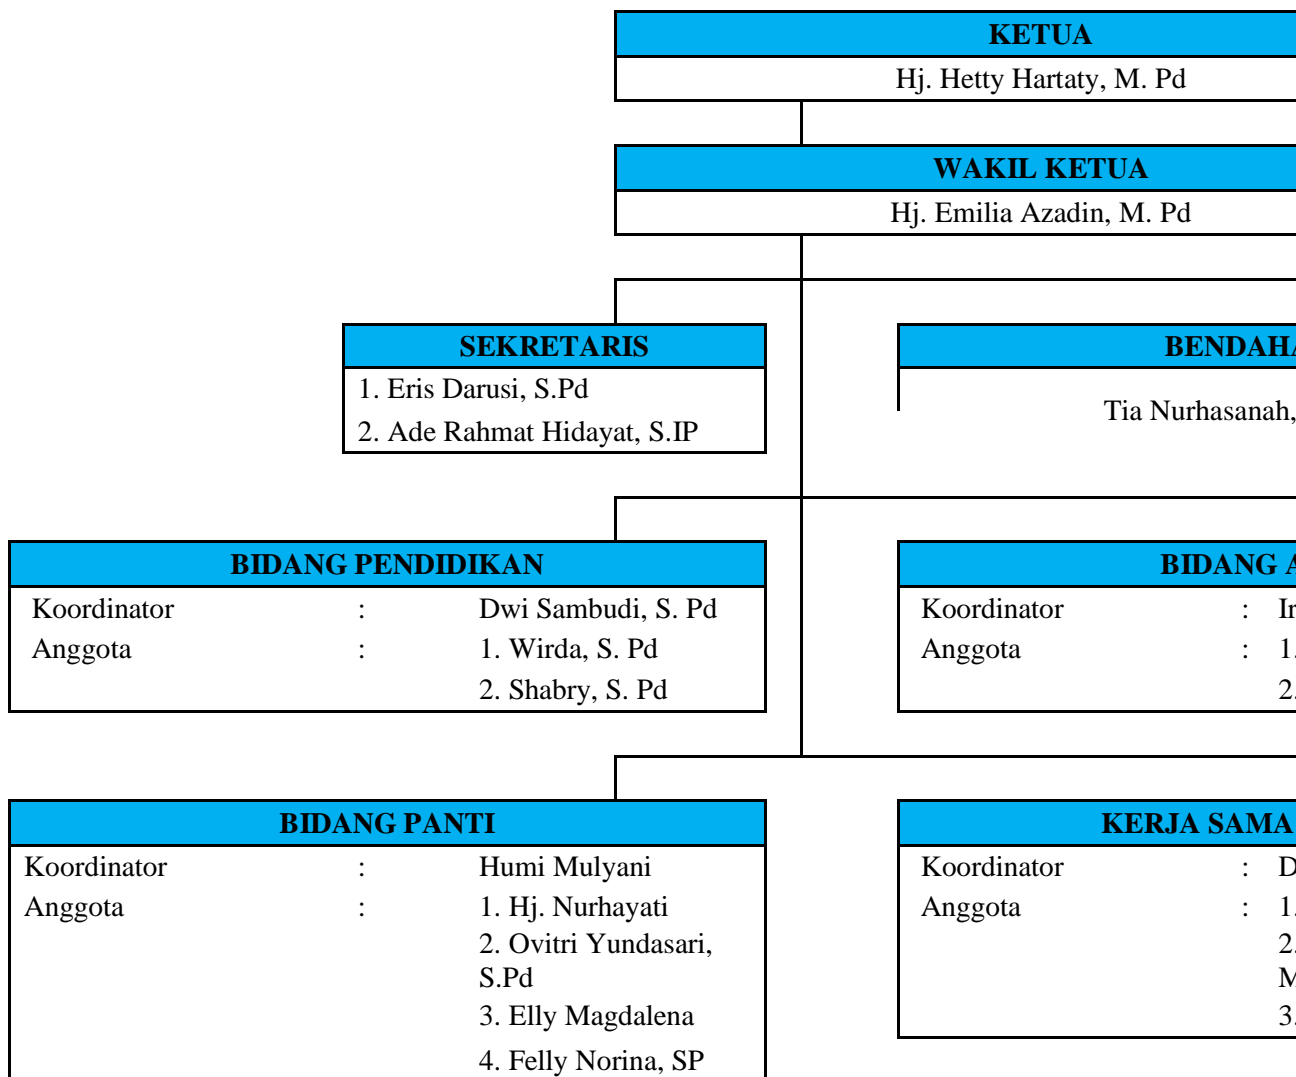 KETUA
Hj. Hetty Hartaty, M. Pd
WAKIL KETUA
Hj. Emilia Azadin, M. Pd
SEKRETARIS
1. Eris Darusi, S.Pd
2. Ade Rahmat Hidayat, S.IP
Tia Nurhasanah,
BIDANG PENDIDIKAN
Koordinator : Dwi Sambudi, S. Pd
Anggota : 1. Wirda, S. Pd
2. Shabry, S. Pd
BIDANG
Koordinator :
Anggota : 1.
2.
BIDANG PANTI
Koordinator : Humi Mulyani
Anggota : 1. Hj. Nurhayati
2. Ovitri Yundasari,
S.Pd
3. Elly Magdalena
4. Felly Norina, SP
KERJA SAMA
Koordinator :
Anggota : 1.
2.
3.